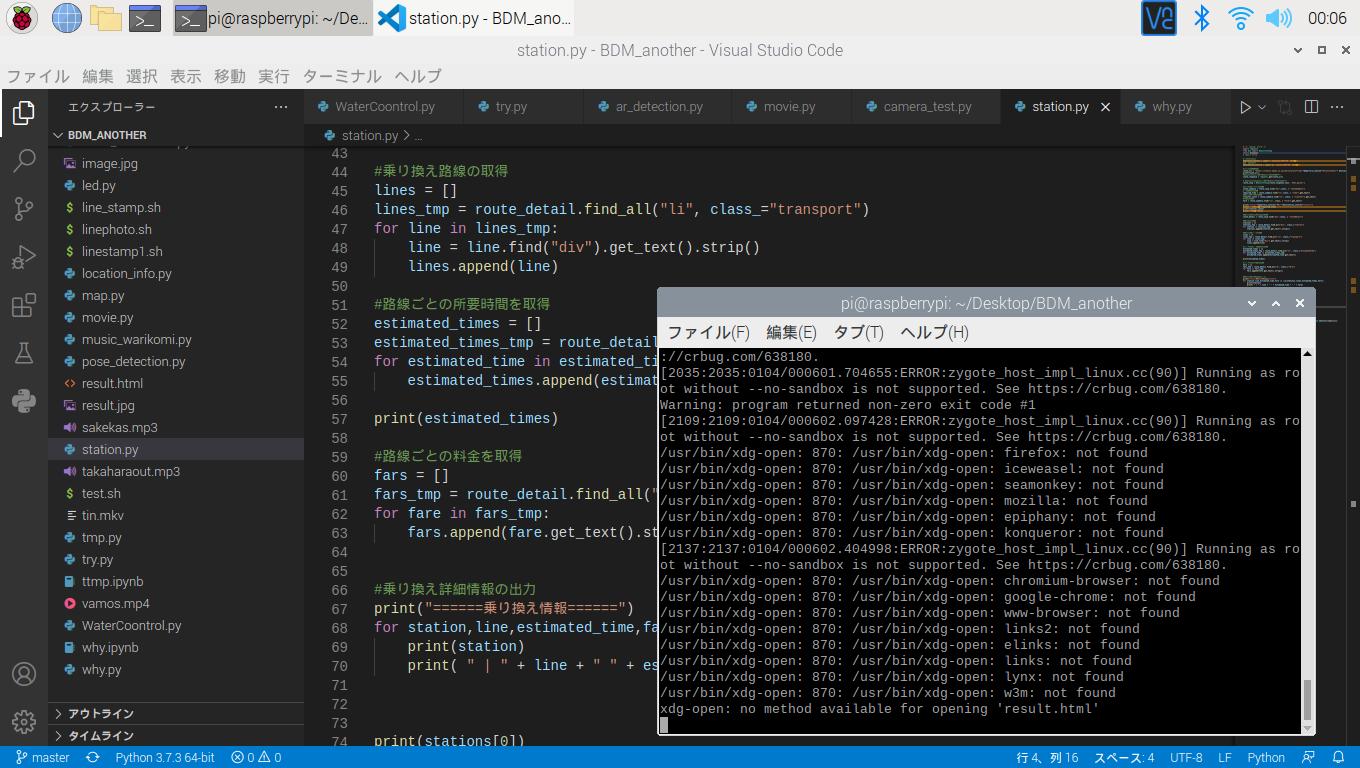 pi@raspberrypi: ~/De...
station.py - BDM_ano...
00:06
station.py - BDM_another - Visual Studio Code
ファイル 編集 選択 表示 移動 実行 ターミナル ヘルプ
エクスプローラー
WaterCoontrol.py try.py ar_detection.py movie.py camera_test.py station.py why.py
BDM_ANOTHER
station.py > ...
image.jpg
led.py
line_stamp.sh
linephoto.sh
linestamp1.sh
location_info.py
map.py
movie.py
music_warikomi.py
pose_detection.py
result.html
result.jpg
sakekas.mp3
station.py
takaharaout.mp3
test.sh
tin.mkv
tmp.py
try.py
ttmp.ipynb
vamos.mp4
WaterCoontrol.py
why.ipynb
why.py
アウトライン
タイムライン
43
44 #乗り換え路線の取得
45 lines = []
46 lines_tmp = route_detail.find_all("li", class_="transport")
47 for line in lines_tmp:
48 line = line.find("div").get_text().strip()
49 lines.append(line)
50
51 #路線ごとの所要時間を取得
52 estimated_times = []
53 estimated_times_tmp = route_detail
54 for estimated_time in estimated_ti
55 estimated_times.append(estimat
56
57 print(estimated_times)
58
59 #路線ごとの料金を取得
60 fars = []
61 fars_tmp = route_detail.find_all("
62 for fare in fars_tmp:
63 fars.append(fare.get_text().st
64
65
66 #乗り換え詳細情報の出力
67 print("======乗り換え情報======")
68 for station,line,estimated_time,fa
69 print(station)
70 print( " | " + line + " " + es
71
72
73
74 print(stations[0])
pi@raspberrypi: ~/Desktop/BDM_another
ファイル(F) 編集(E) タブ(T) ヘルプ(H)
://crbug.com/638180.
[2035:2035:0104/000601.704655:ERROR:zygote_host_impl_linux.cc(90)] Running as ro
ot without --no-sandbox is not supported. See https://crbug.com/638180.
Warning: program returned non-zero exit code #1
[2109:2109:0104/000602.097428:ERROR:zygote_host_impl_linux.cc(90)] Running as ro
ot without --no-sandbox is not supported. See https://crbug.com/638180.
/usr/bin/xdg-open: 870: /usr/bin/xdg-open: firefox: not found
/usr/bin/xdg-open: 870: /usr/bin/xdg-open: iceweasel: not found
/usr/bin/xdg-open: 870: /usr/bin/xdg-open: seamonkey: not found
/usr/bin/xdg-open: 870: /usr/bin/xdg-open: mozilla: not found
/usr/bin/xdg-open: 870: /usr/bin/xdg-open: epiphany: not found
/usr/bin/xdg-open: 870: /usr/bin/xdg-open: konqueror: not found
[2137:2137:0104/000602.404998:ERROR:zygote_host_impl_linux.cc(90)] Running as ro
ot without --no-sandbox is not supported. See https://crbug.com/638180.
/usr/bin/xdg-open: 870: /usr/bin/xdg-open: chromium-browser: not found
/usr/bin/xdg-open: 870: /usr/bin/xdg-open: google-chrome: not found
/usr/bin/xdg-open: 870: /usr/bin/xdg-open: www-browser: not found
/usr/bin/xdg-open: 870: /usr/bin/xdg-open: links2: not found
/usr/bin/xdg-open: 870: /usr/bin/xdg-open: elinks: not found
/usr/bin/xdg-open: 870: /usr/bin/xdg-open: links: not found
/usr/bin/xdg-open: 870: /usr/bin/xdg-open: lynx: not found
/usr/bin/xdg-open: 870: /usr/bin/xdg-open: w3m: not found
xdg-open: no method available for opening 'result.html'
master Python 3.7.3 64-bit 0 0 行 4、列 16 スペース: 4 UTF-8 LF Python